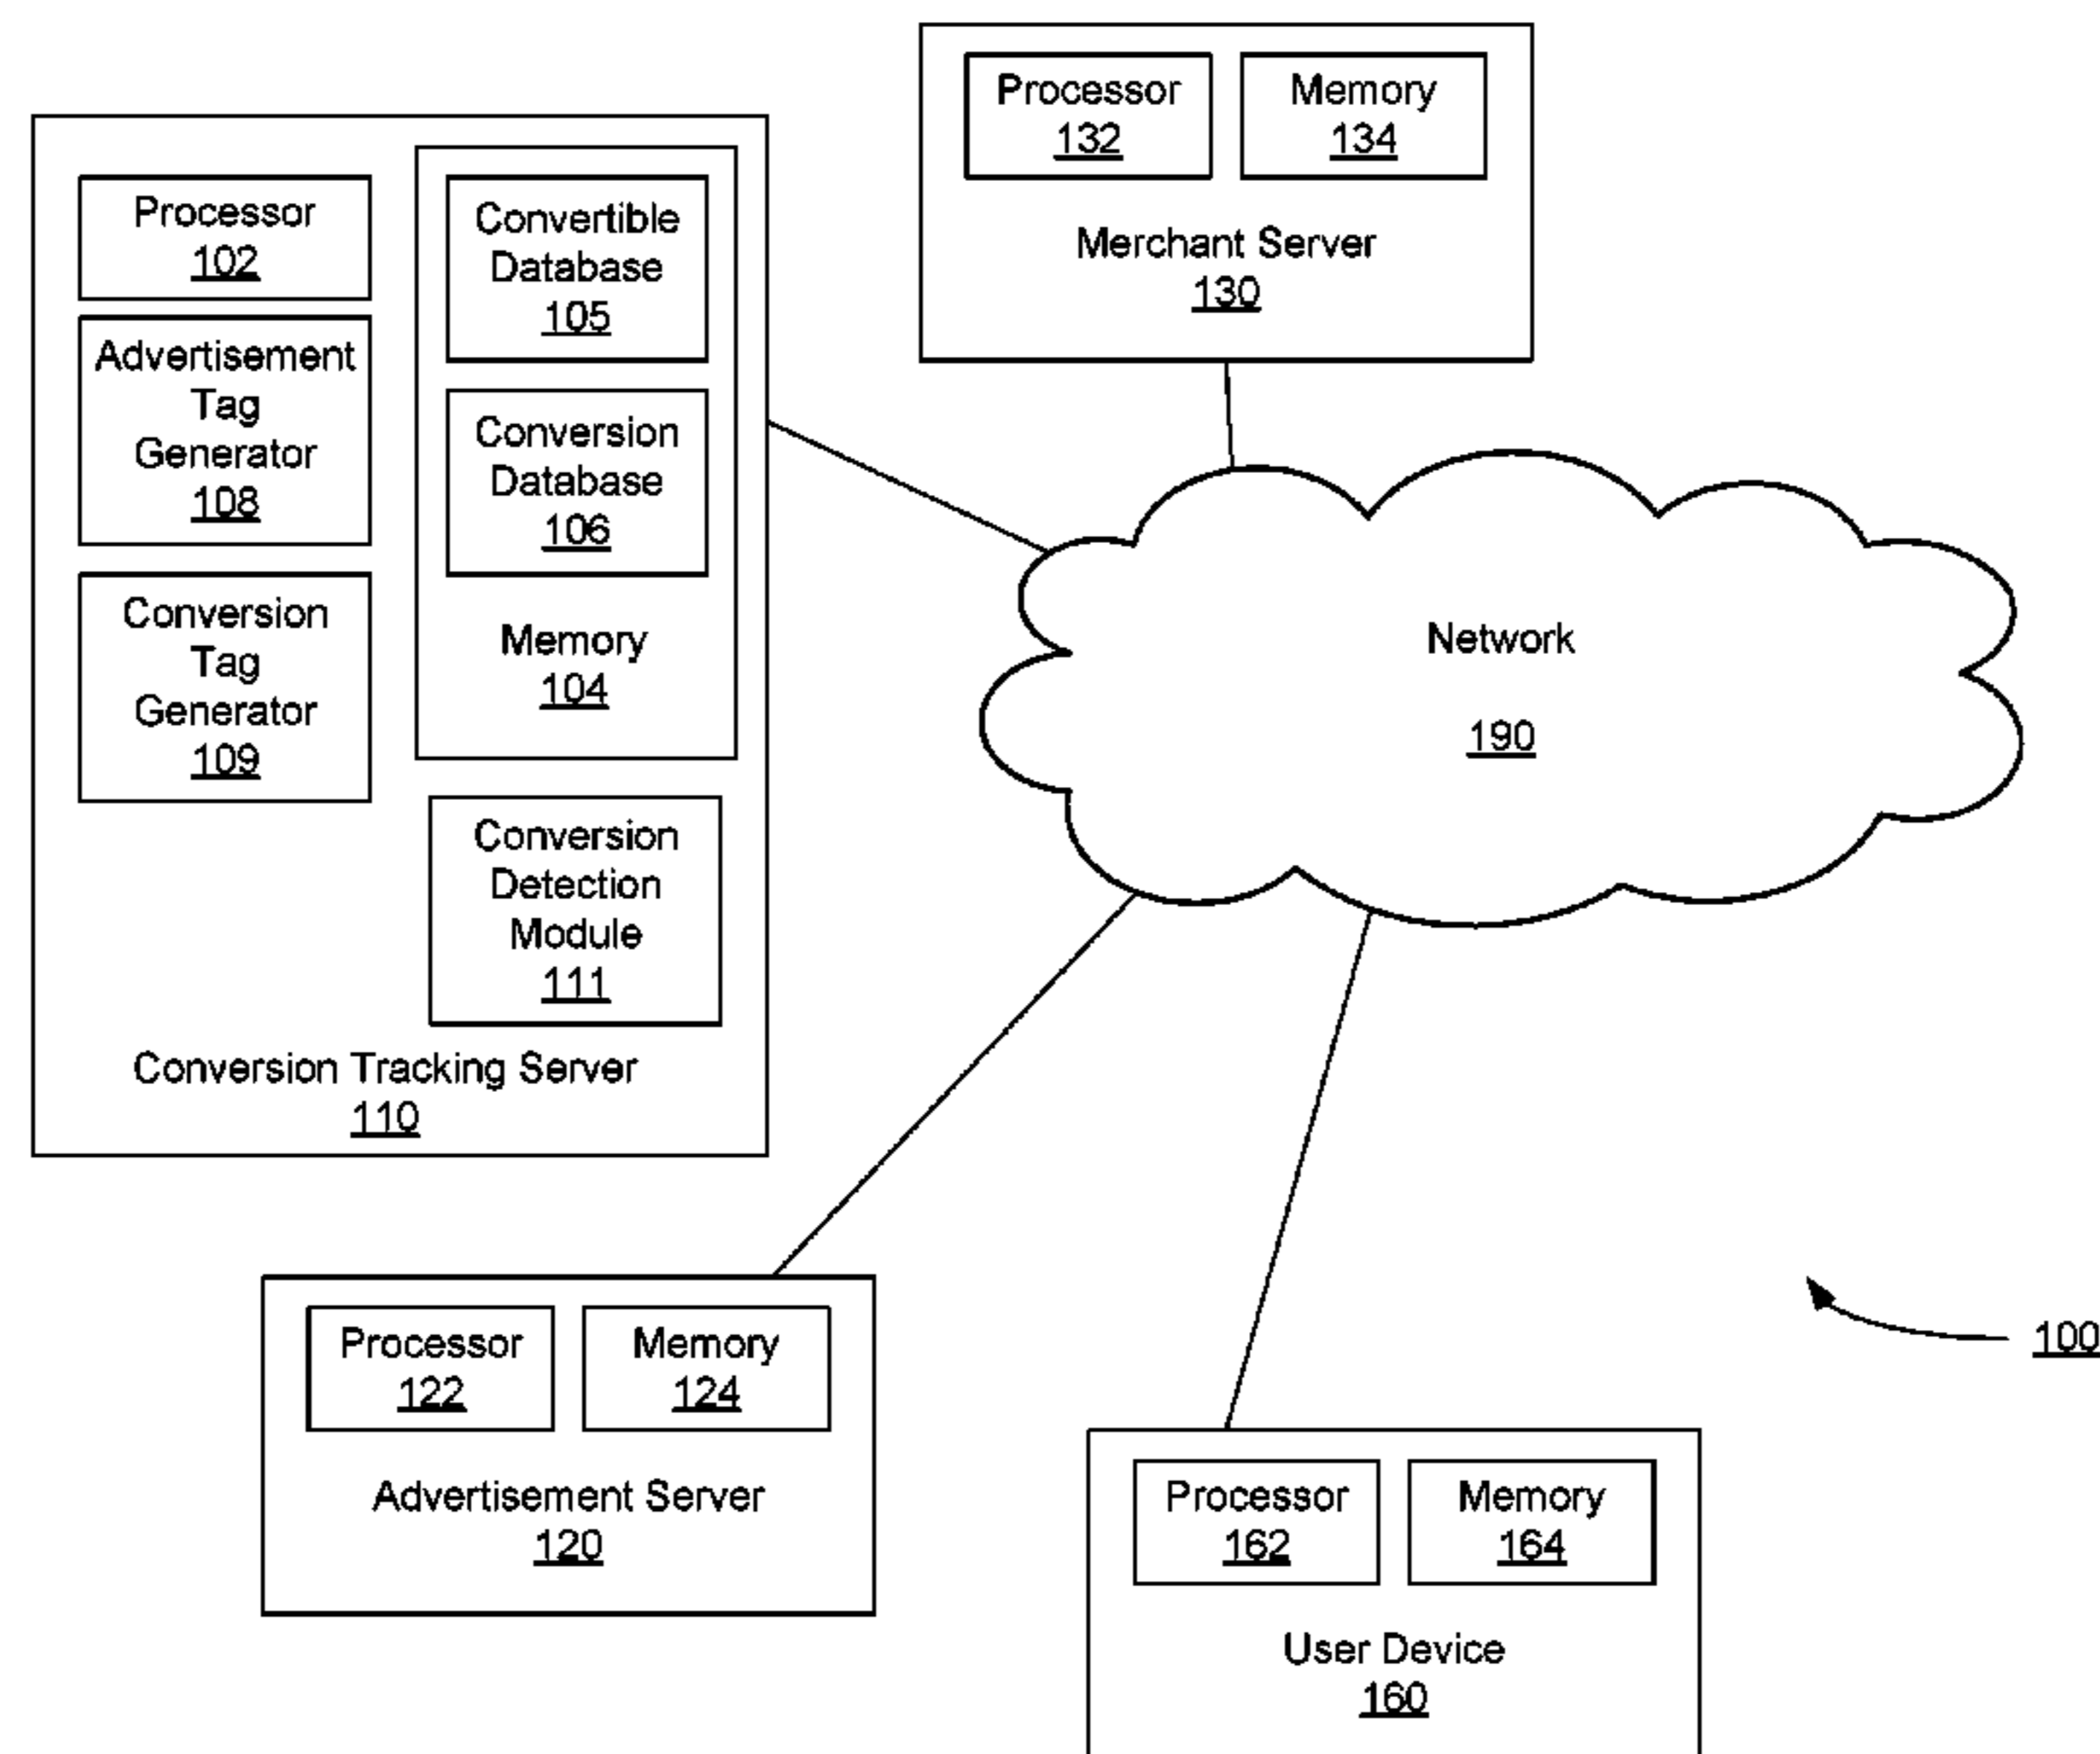 Processor
132
Memory
134
Merchant Server
130
Processor
102
Advertisement
Tag
Generator
108
Conversion
Tag
Generator
109
Convertible
Database
105
Conversion
Database
106
Memory
104
Conversion
Detection
Module
111
Conversion Tracking Server
110
Network
190
Processor
122
Memory
124
Advertisement Server
120
100
Processor
162
Memory
164
User Device
160